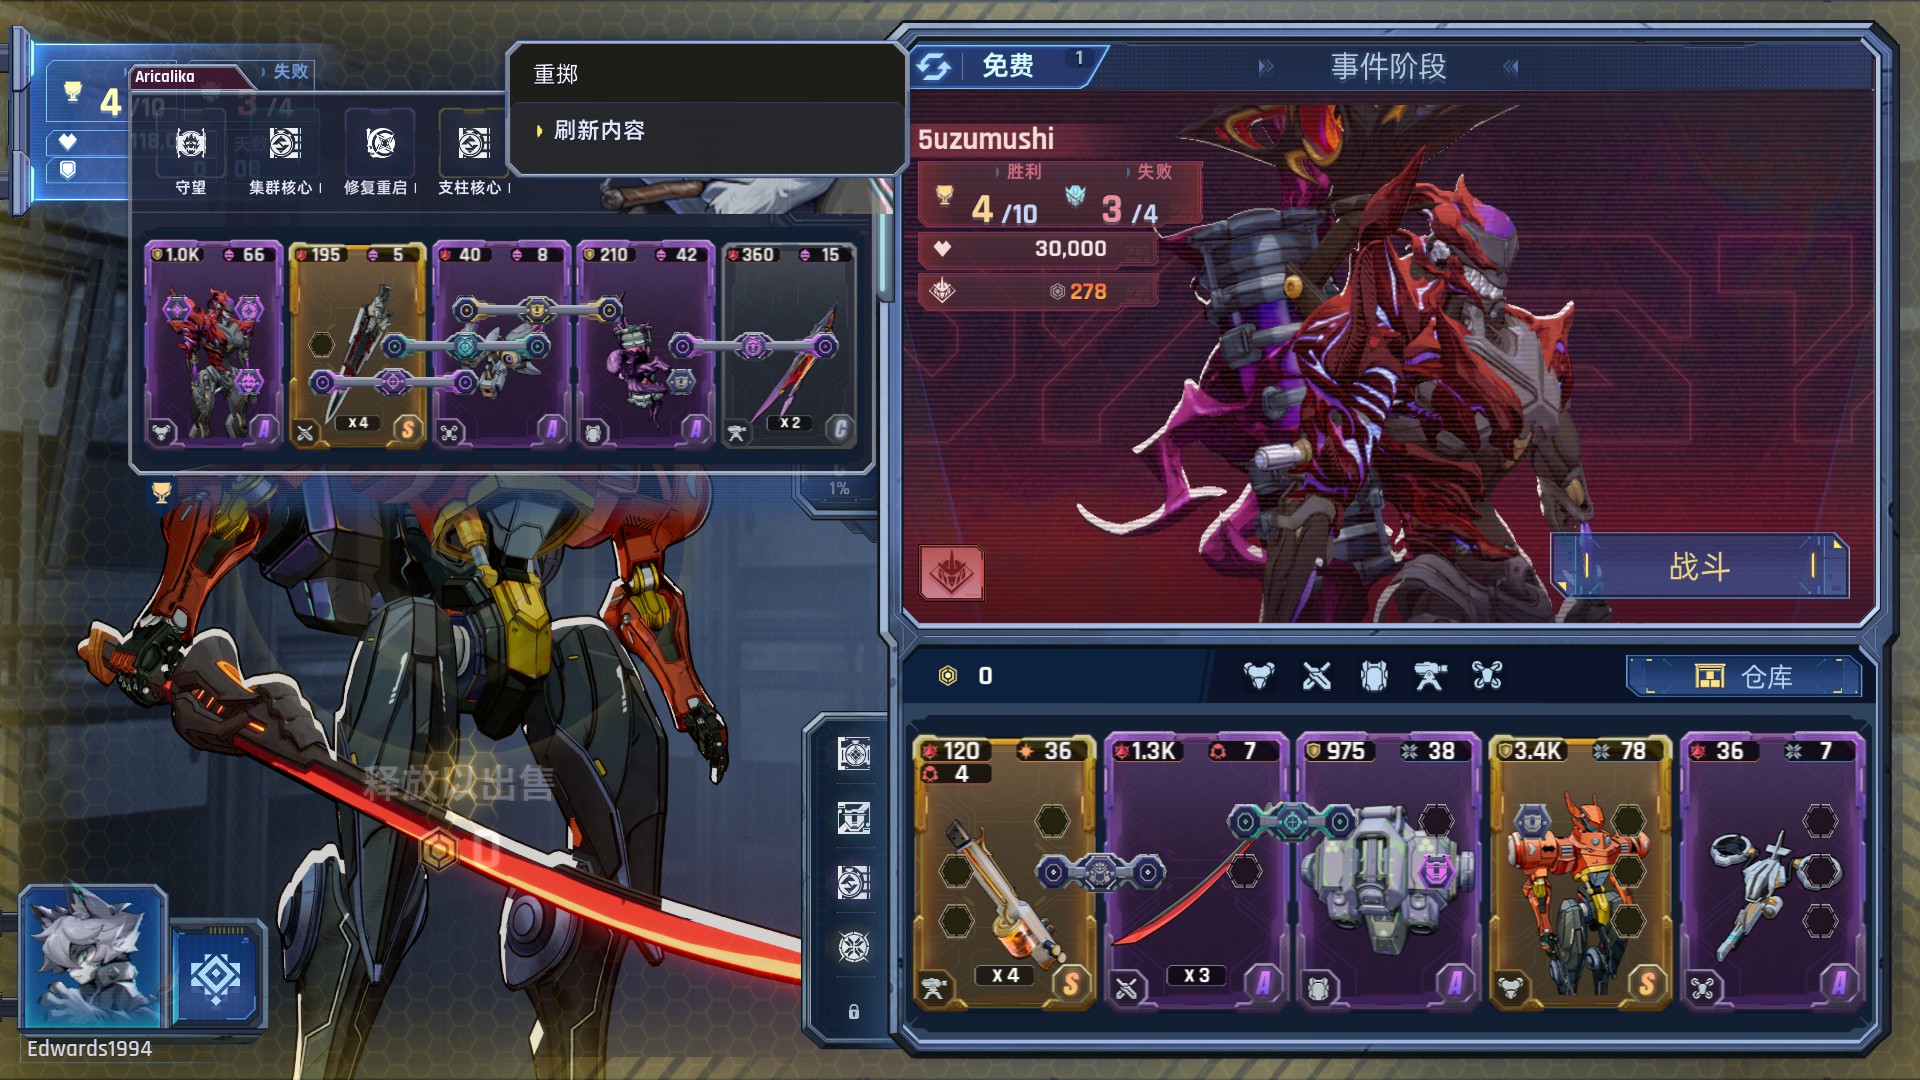 重掷
刷新内容
免费 1
事件阶段
Aricalika
失败
4 /10
3 /4
守望
集群核心 I
修复重启 I
支柱核心 I
5uzumushi
胜利
失败
4 /10
3 /4
30,000
278
1.0K 66
195 5
40 8
210 42
360 15
x4
x2
A
S
A
A
C
1%
战斗
释放以出售
0
0
仓库
120 36
4
1.3K 7
975 38
3.4K 78
36 7
x4
x3
S
A
A
S
A
Edwards1994